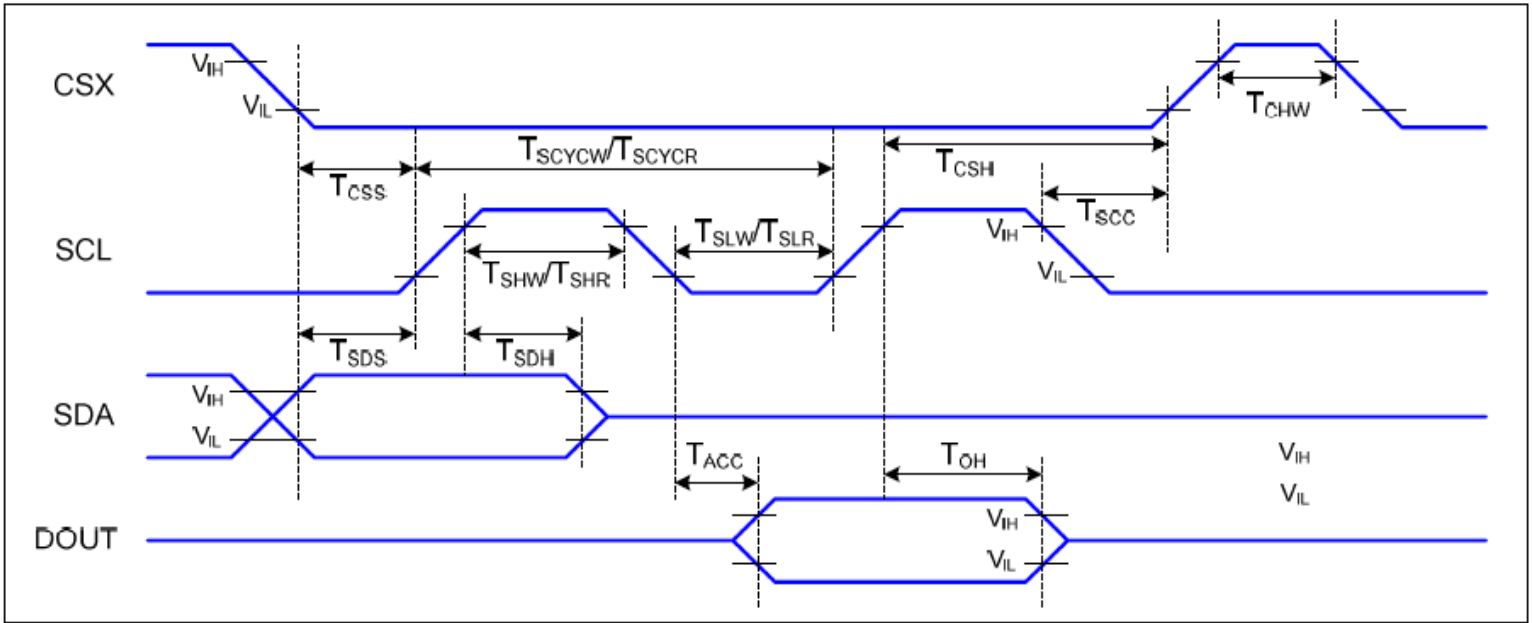 CSX
VIH
VIL
TCHW
TSCYCW/TSCYCR
TCSH
TCSS
TSCC
SCL
TSLW/TSLR
VIH
VIL
TSHW/TSHR
TSDS
TSDH
SDA
VIH
VIL
TACC
TOH
VIH
VIL
DOUT
VIH
VIL